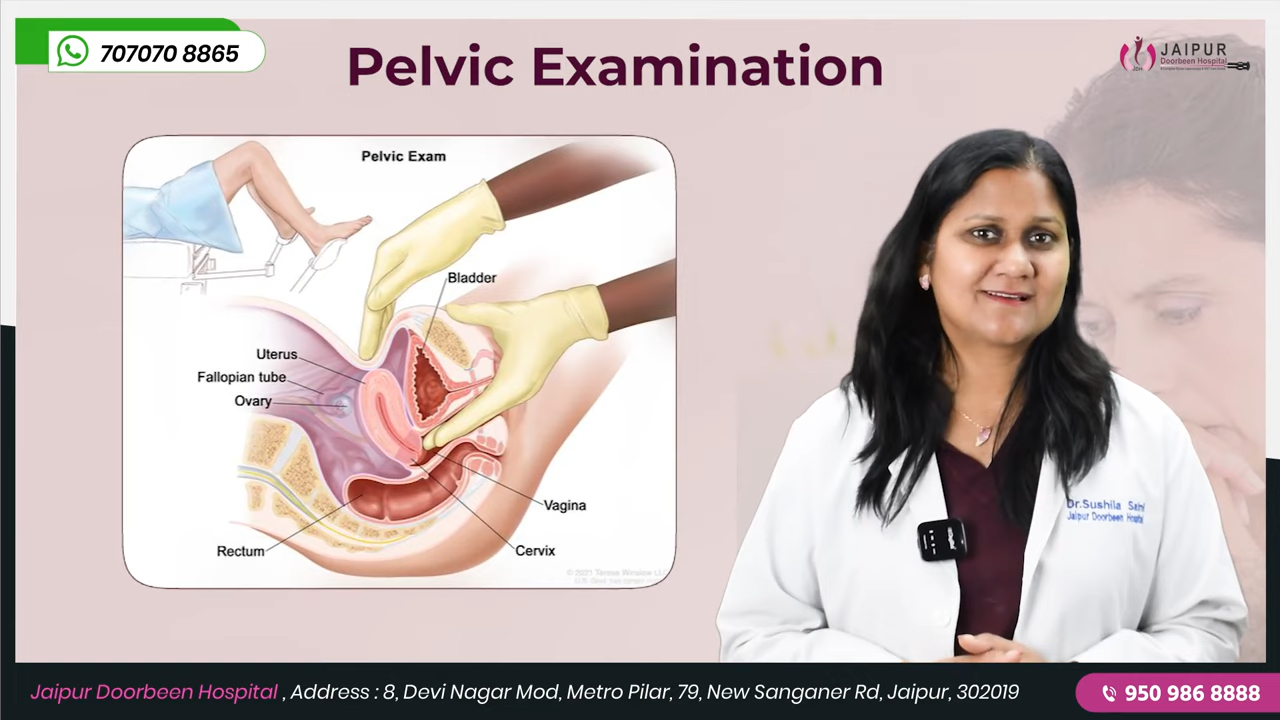 707070 8865
Pelvic Examination
JAIPUR
Doorbeen Hospital
Pelvic Exam
Bladder
Uterus
Fallopian tube
Ovary
Vagina
Rectum
Cervix
Dr.Sushila Saini
Jaipur Doorbeen Hospital
Jaipur Doorbeen Hospital , Address : 8, Devi Nagar Mod, Metro Pilar, 79, New Sanganer Rd, Jaipur, 302019
950 986 8888